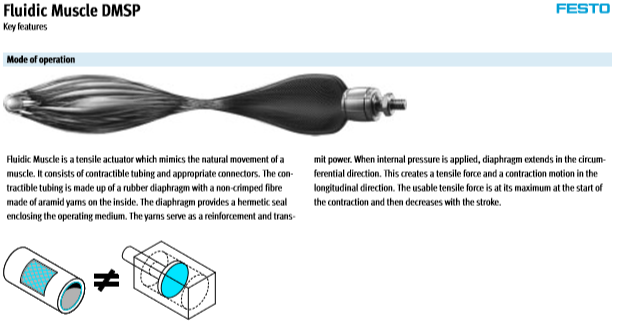 Fluidic Muscle DMSP
Key features
FESTO
Mode of operation
Fluidic Muscle is a tensile actuator which mimics the natural movement of a
muscle. It consists of contractible tubing and appropriate connectors. The con-
tractible tubing is made up of a rubber diaphragm with a non-crimped fibre
made of aramid yarns on the inside. The diaphragm provides a hermetic seal
enclosing the operating medium. The yarns serve as a reinforcement and trans-
mit power. When internal pressure is applied, diaphragm extends in the circum-
ferential direction. This creates a tensile force and a contraction motion in the
longitudinal direction. The usable tensile force is at its maximum at the start of
the contraction and then decreases with the stroke.
≠